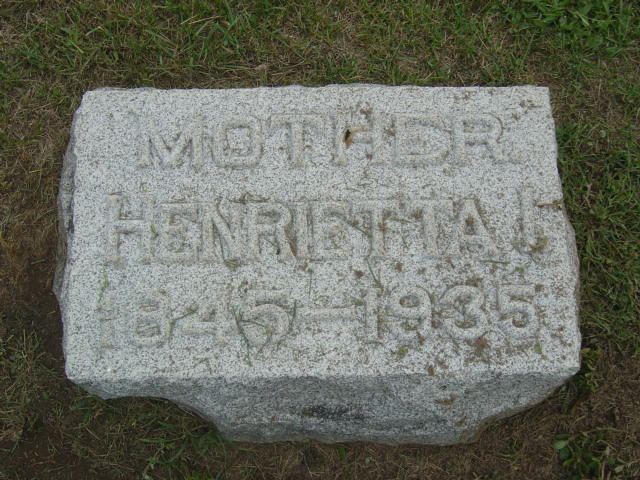 MOTHER
HENRIETTA I.
1845-1935